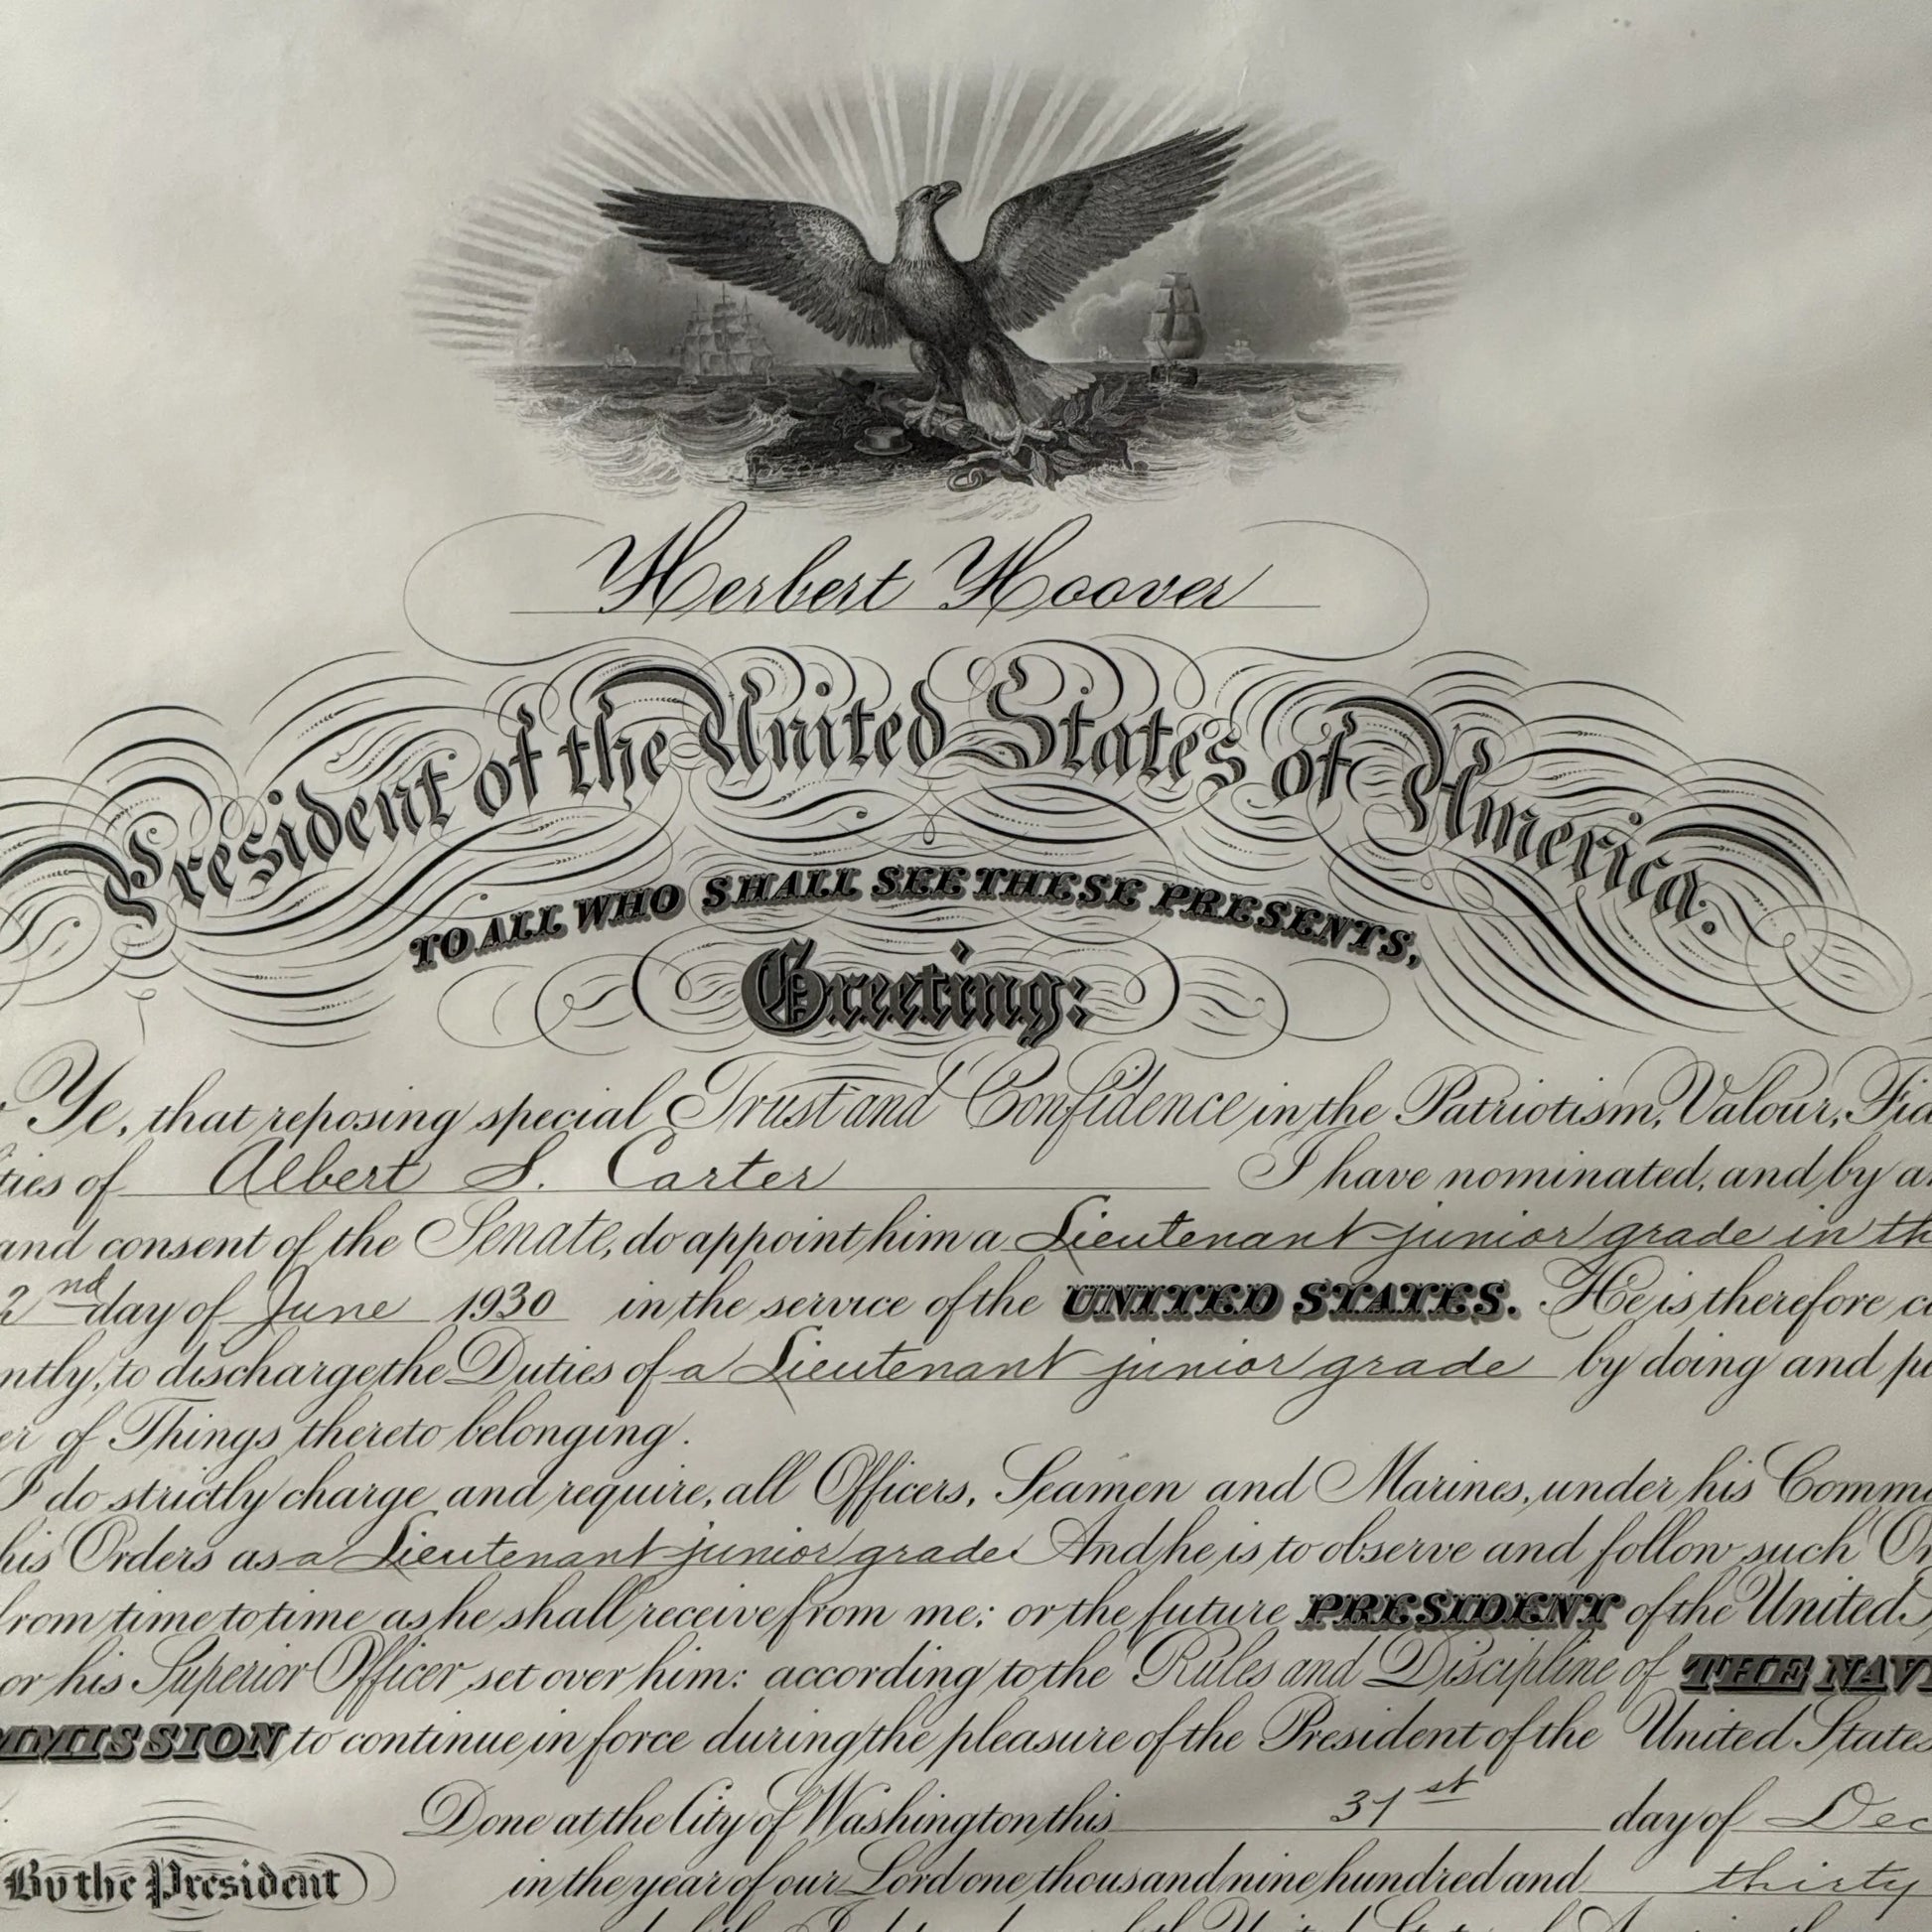 Herbert Hoover
President of the United States of America.
TO ALL WHO SHALL SEE THESE PRESENTS,
Greeting:
Ye, that reposing special Trust and Confidence in the Patriotism, Valour, Fid
ties of Albert S. Carter I have nominated, and by a
and consent of the Senate, do appoint him a Lieutenant junior grade in th
2nd day of June 1930 in the service of the UNITED STATES. He is therefore c
ntly, to discharge the Duties of a Lieutenant junior grade by doing and p
er of Things thereto belonging.
I do strictly charge and require, all Officers, Seamen and Marines, under his Comm
his Orders as a Lieutenant junior grade. And he is to observe and follow such Or
from time to time as he shall receive from me; or the future PRESIDENT of the United
or his Superior Officer set over him: according to the Rules and Discipline of THE NAV
MMISSION to continue in force during the pleasure of the President of the United States
Done at the City of Washington this 31st day of Dec
By the President
in the year of our Lord one thousand nine hundred and thirty